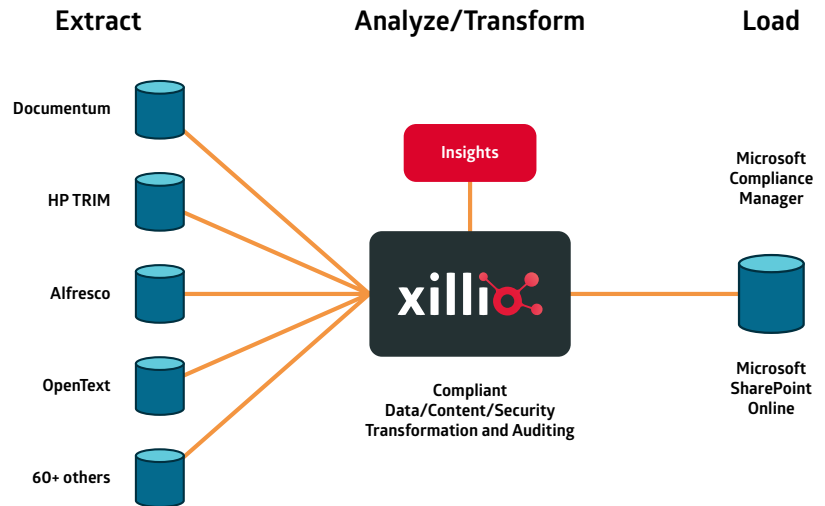 Extract
Analyze/Transform
Load
Documentum
HP TRIM
Alfresco
OpenText
60+ others
Insights
xillio
Compliant
Data/Content/Security
Transformation and Auditing
Microsoft
Compliance
Manager
Microsoft
SharePoint
Online